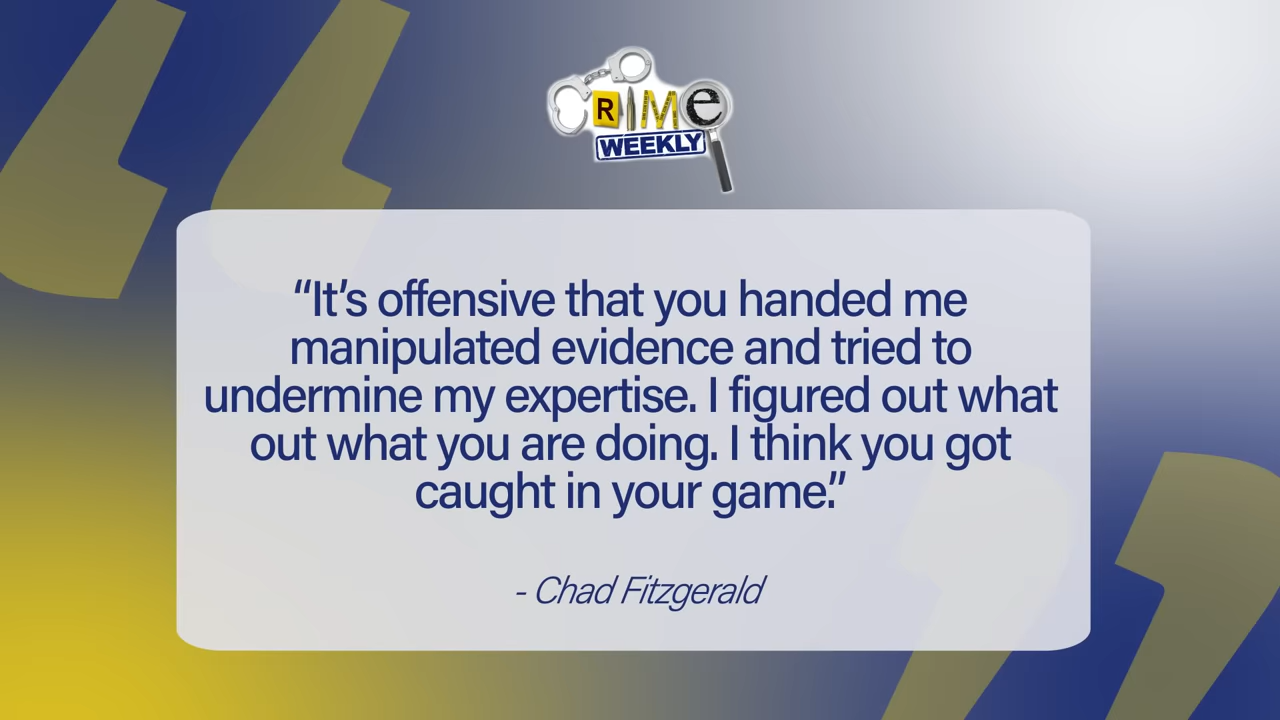 CRIMe
WEEKLY
“It’s offensive that you handed me
manipulated evidence and tried to
undermine my expertise. I figured out what
out what you are doing. I think you got
caught in your game.”
- Chad Fitzgerald